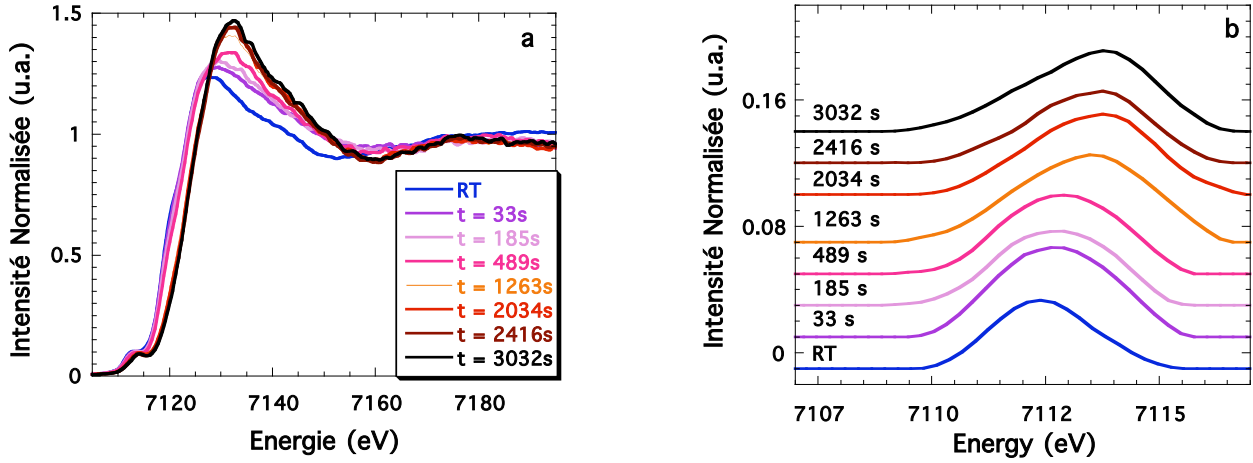 a
1.5
1
0.5
0
Intensité Normalisée (u.a.)
RT
t = 33s
t = 185s
t = 489s
t = 1263s
t = 2034s
t = 2416s
t = 3032s
7120 7140 7160 7180
Energie (eV)
b
0.16
0.08
0
Intensité Normalisée (u.a.)
3032 s
2416 s
2034 s
1263 s
489 s
185 s
33 s
RT
7107 7110 7112 7115
Energy (eV)